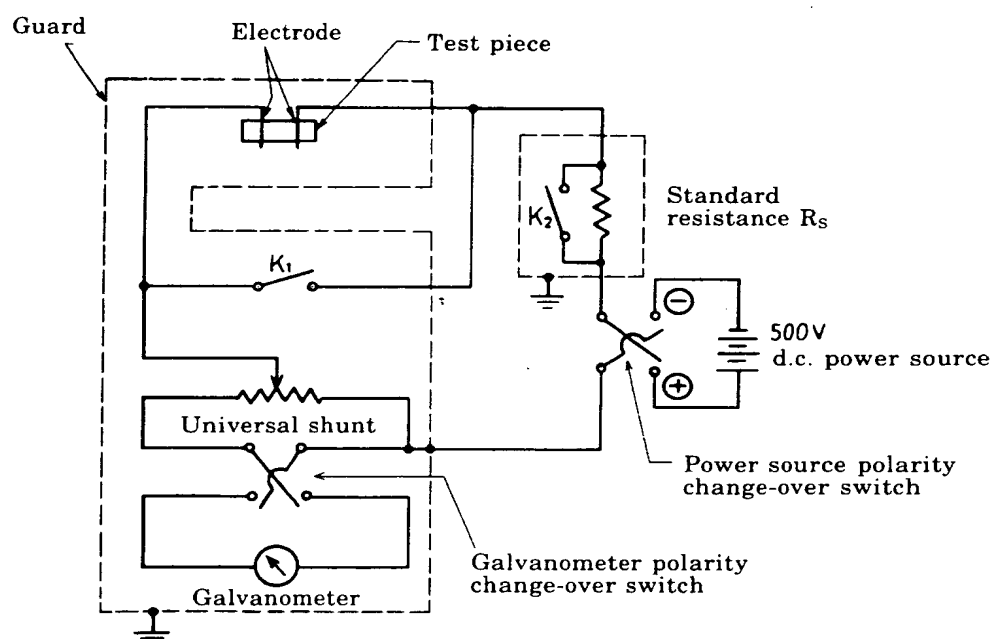 Guard
Electrode
Test piece
Standard
resistance RS
K2
K1
⊖
500V
d.c. power source
⊕
Universal shunt
Power source polarity
change-over switch
Galvanometer polarity
change-over switch
Galvanometer